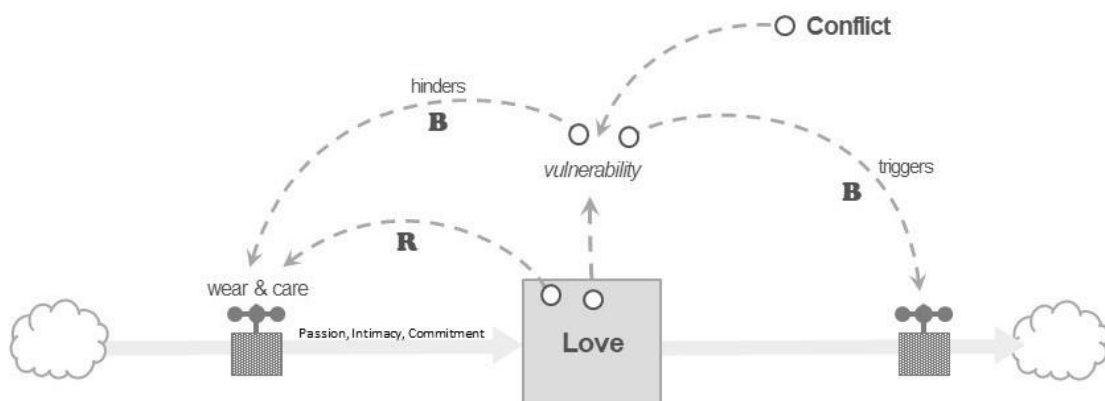 Conflict
hinders
B
vulnerability
triggers
B
R
wear & care
Passion, Intimacy, Commitment
Love